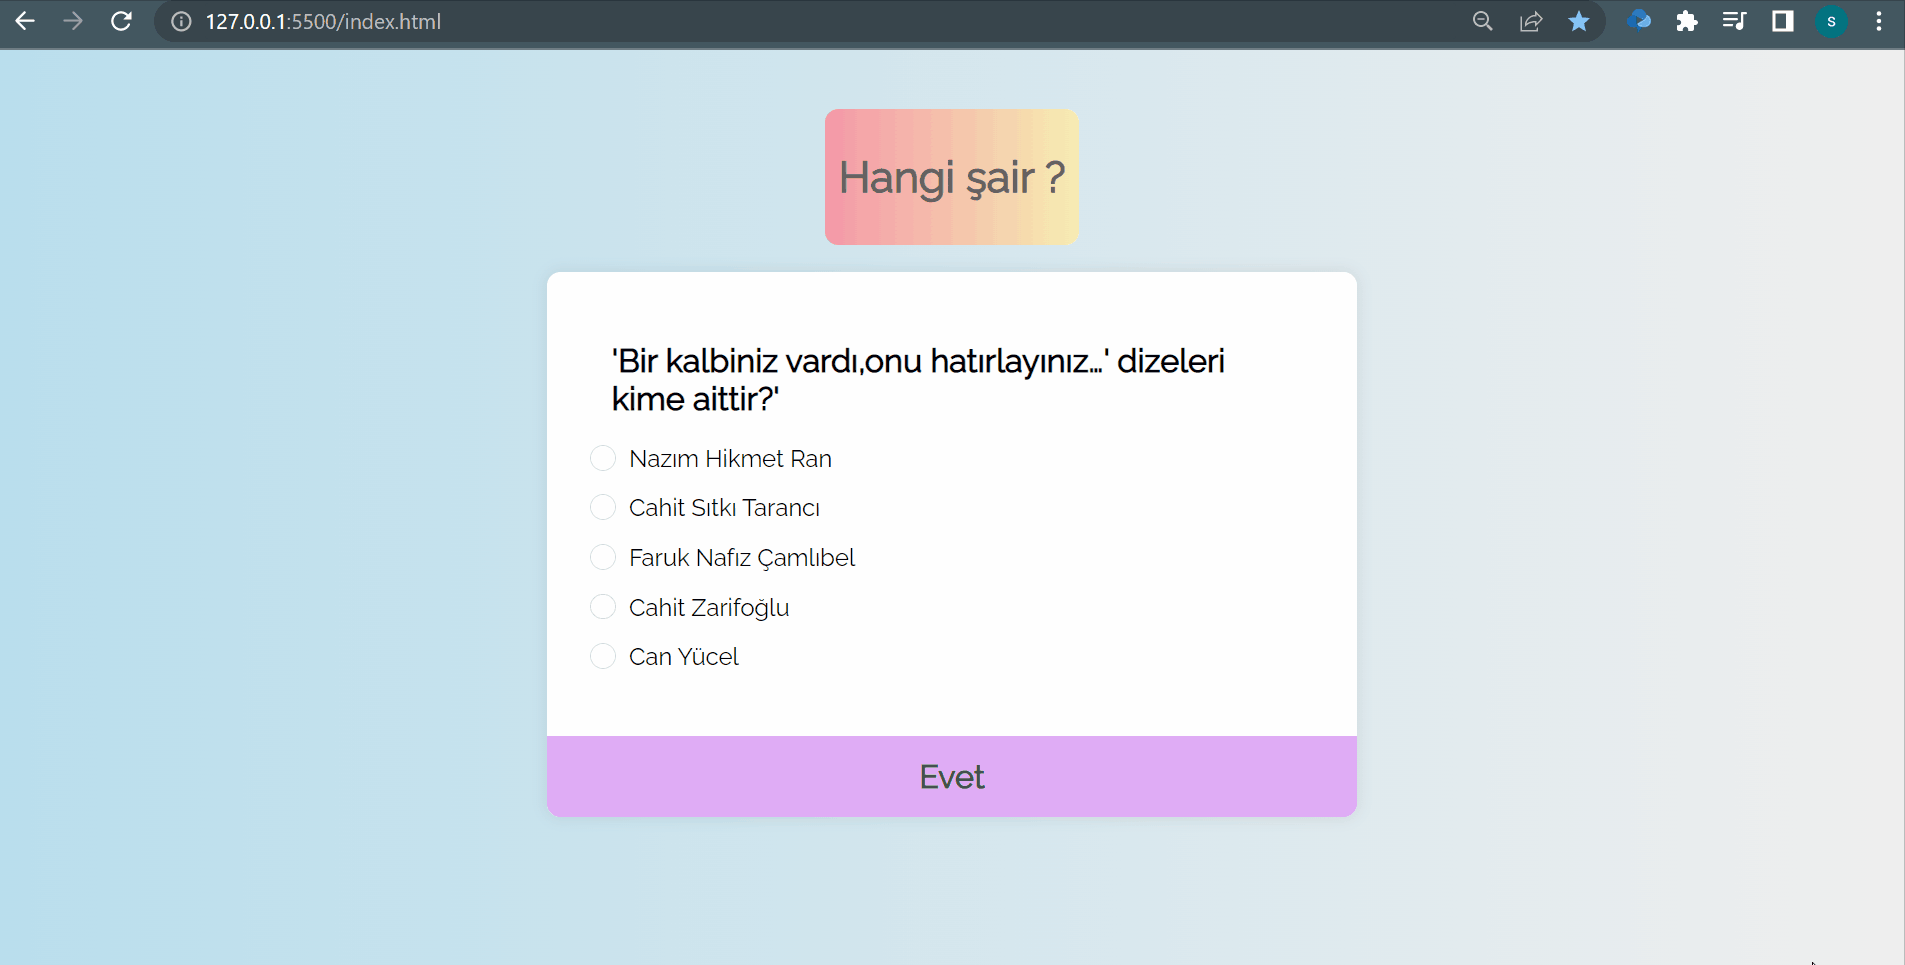 127.0.0.1:5500/index.html
S
Hangi şair ?
'Bir kalbiniz vardı,onu hatırlayınız...' dizeleri
kime aittir?'
Nazım Hikmet Ran
Cahit Sıtkı Tarancı
Faruk Nafız Çamlıbel
Cahit Zarifoğlu
Can Yücel
Evet